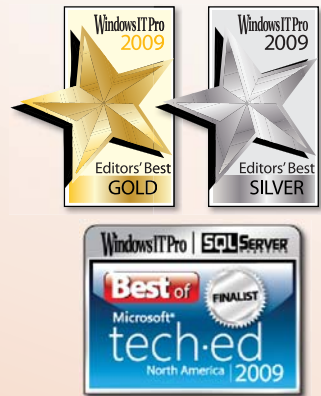 Windows IT Pro
2009
Editors' Best
GOLD
Windows IT Pro
2009
Editors' Best
SILVER
Windows IT Pro | SQL SERVER
Best of
FINALIST
Microsoft®
tech·ed
North America | 2009